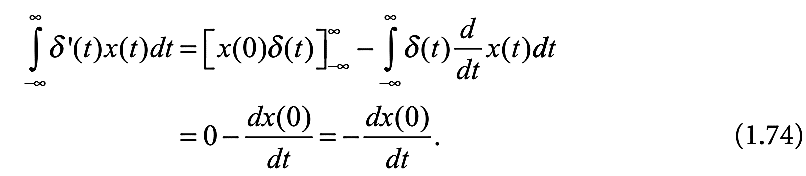 ∫_{-∞}^{∞} δ'(t)x(t)dt = [x(0)δ(t)]_{-∞}^{∞} − ∫_{-∞}^{∞} δ(t) d/dt x(t)dt
= 0 − dx(0)/dt = − dx(0)/dt. (1.74)